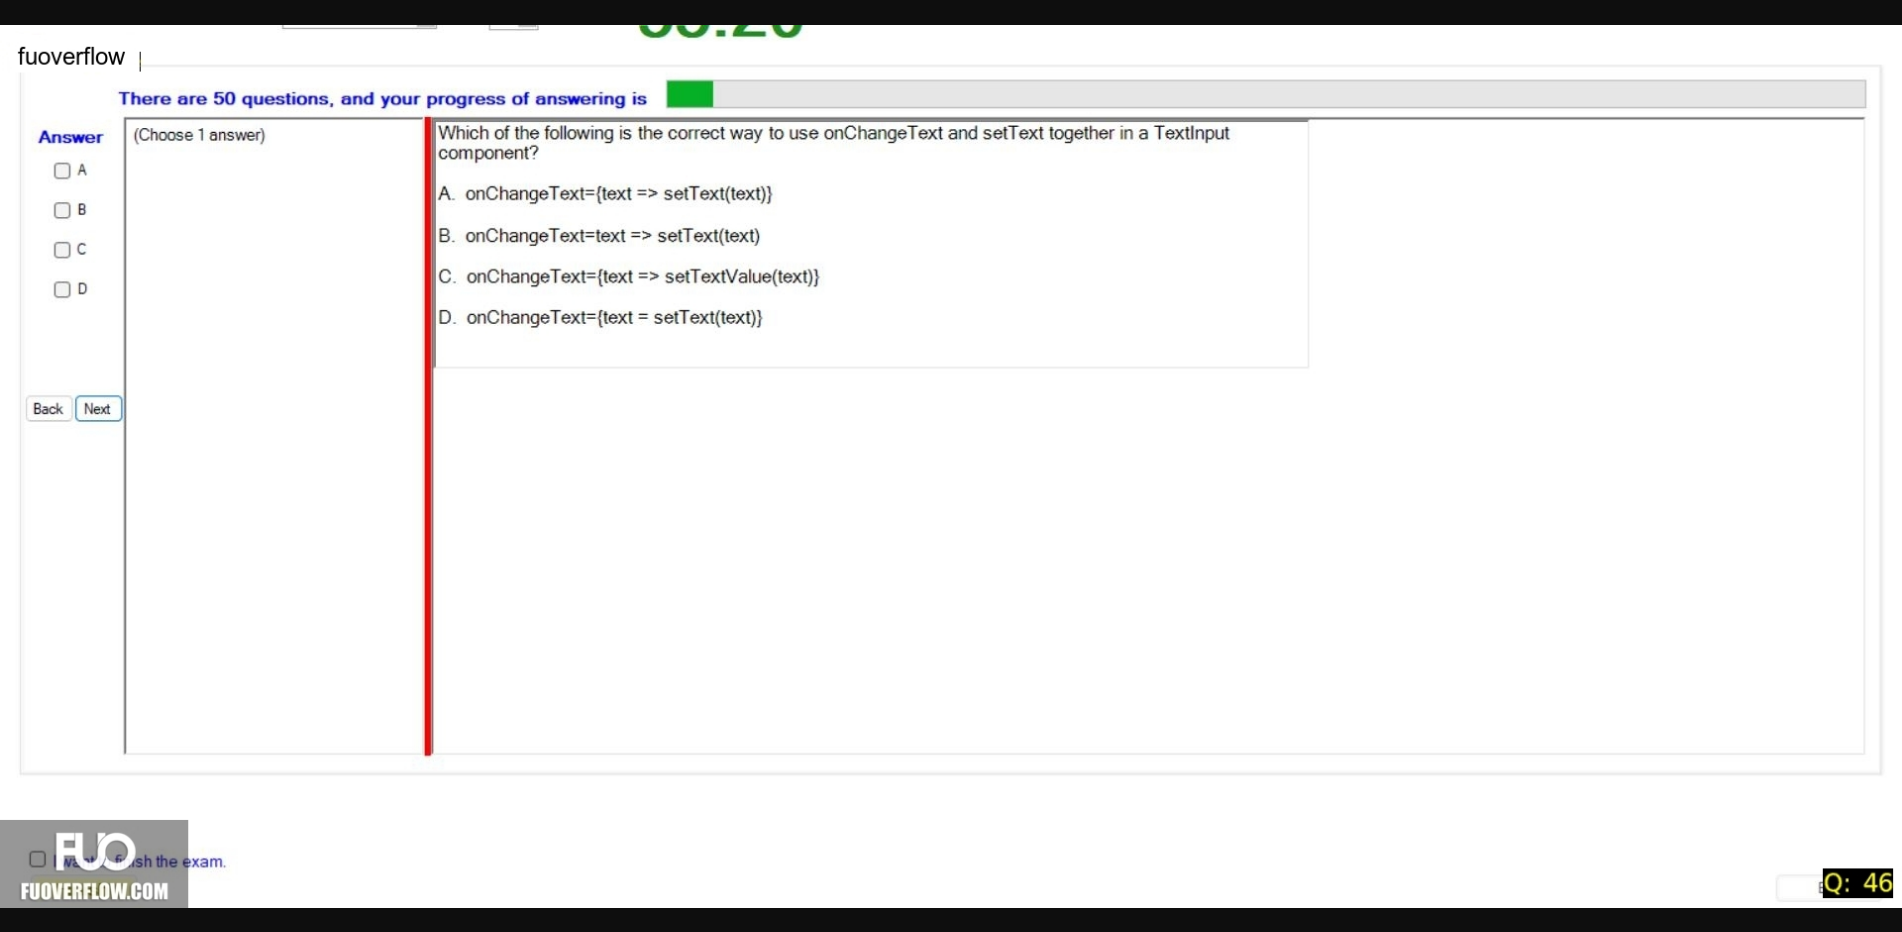 fuoverflow
There are 50 questions, and your progress of answering is
Answer
(Choose 1 answer)
A
B
C
D
Back
Next
Which of the following is the correct way to use onChangeText and setText together in a TextInput
component?
A. onChangeText={text => setText(text)}
B. onChangeText=text => setText(text)
C. onChangeText={text => setTextValue(text)}
D. onChangeText={text = setText(text)}
FUO
sh the exam.
FUOVERFLOW.COM
Q: 46